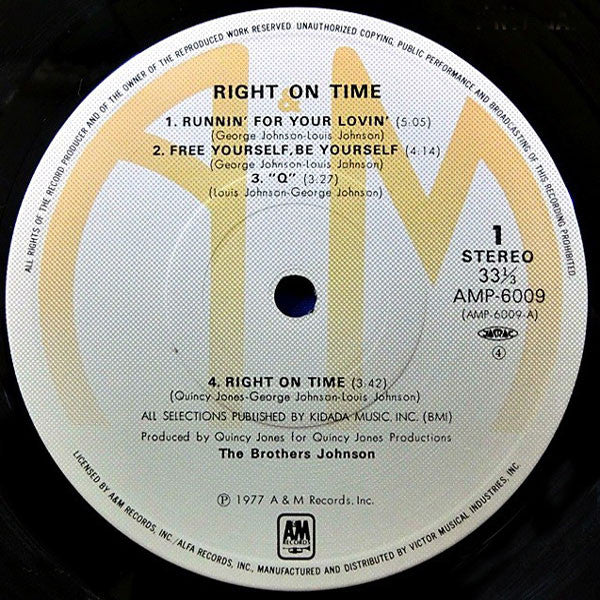 ALL RIGHTS OF THE RECORD PRODUCER AND OF THE OWNER OF THE REPRODUCED WORK RESERVED. UNAUTHORIZED COPYING, PUBLIC PERFORMANCE AND BROADCASTING OF THIS RECORDING PROHIBITED
RIGHT ON TIME
&
1. RUNNIN' FOR YOUR LOVIN' (5:05)
(George Johnson-Louis Johnson)
2. FREE YOURSELF, BE YOURSELF (4:14)
(George Johnson-Louis Johnson)
3. "Q" (3:27)
(Louis Johnson-George Johnson)
AM
1
STEREO
33⅓
AMP-6009
(AMP-6009-A)
④
4. RIGHT ON TIME (3:42)
(Quincy Jones-George Johnson-Louis Johnson)
ALL SELECTIONS PUBLISHED BY KIDADA MUSIC, INC. (BMI)
Produced by Quincy Jones for Quincy Jones Productions
The Brothers Johnson
Ⓟ 1977 A & M Records, Inc.
A&M
RECORDS
LICENSED BY A&M RECORDS, INC./ALFA RECORDS, INC. MANUFACTURED AND DISTRIBUTED BY VICTOR MUSICAL INDUSTRIES, INC.